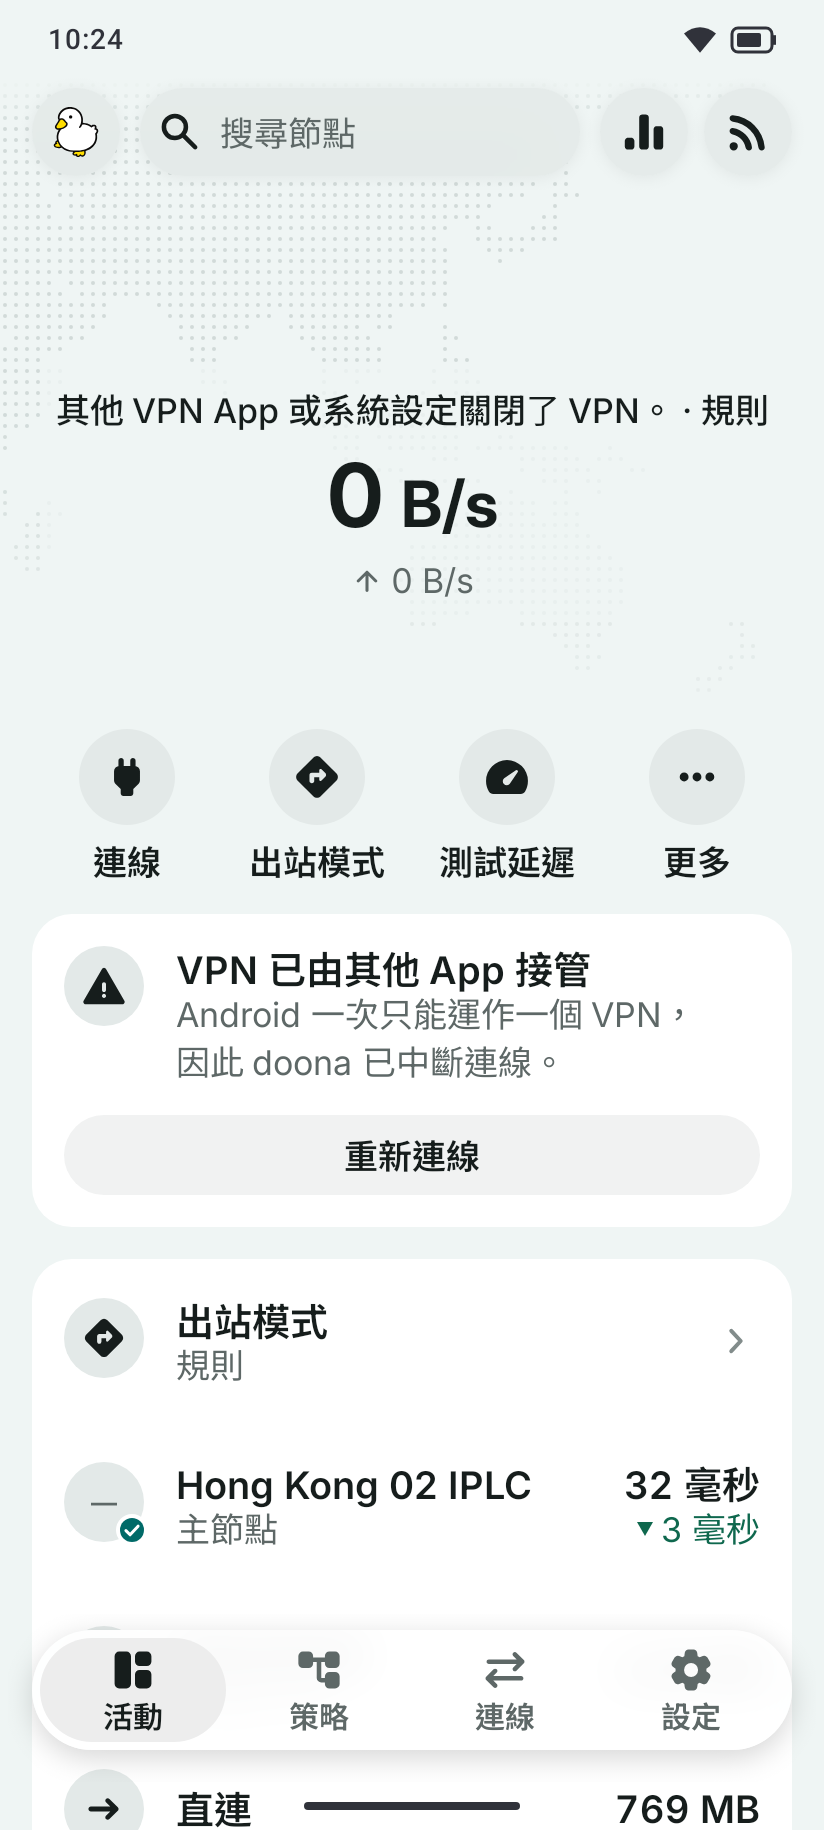 10:24
搜尋節點
其他 VPN App 或系統設定關閉了 VPN。 · 規則
0 B/s
↑ 0 B/s
連線
出站模式
測試延遲
更多
VPN 已由其他 App 接管
Android 一次只能運作一個 VPN，
因此 doona 已中斷連線。
重新連線
出站模式
規則
Hong Kong 02 IPLC
32 毫秒
主節點
▼3 毫秒
活動
策略
連線
設定
直連
769 MB